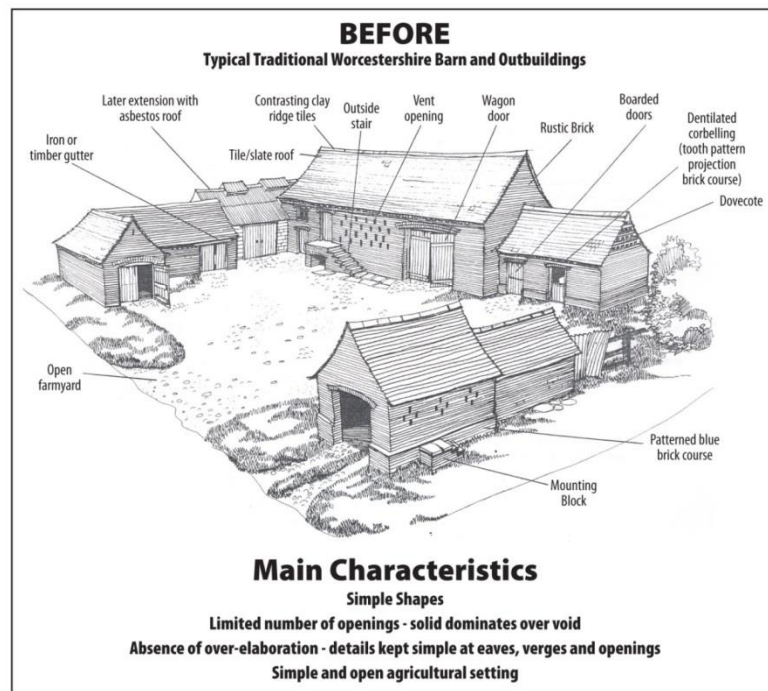 BEFORE
Typical Traditional Worcestershire Barn and Outbuildings
Later extension with
asbestos roof
Contrasting clay
ridge tiles
Outside
stair
Vent
opening
Wagon
door
Boarded
doors
Dentilated
corbelling
(tooth pattern
projection
brick course)
Iron or
timber gutter
Tile/slate roof
Rustic Brick
Dovecote
Open
farmyard
Patterned blue
brick course
Mounting
Block
Main Characteristics
Simple Shapes
Limited number of openings - solid dominates over void
Absence of over-elaboration - details kept simple at eaves, verges and openings
Simple and open agricultural setting